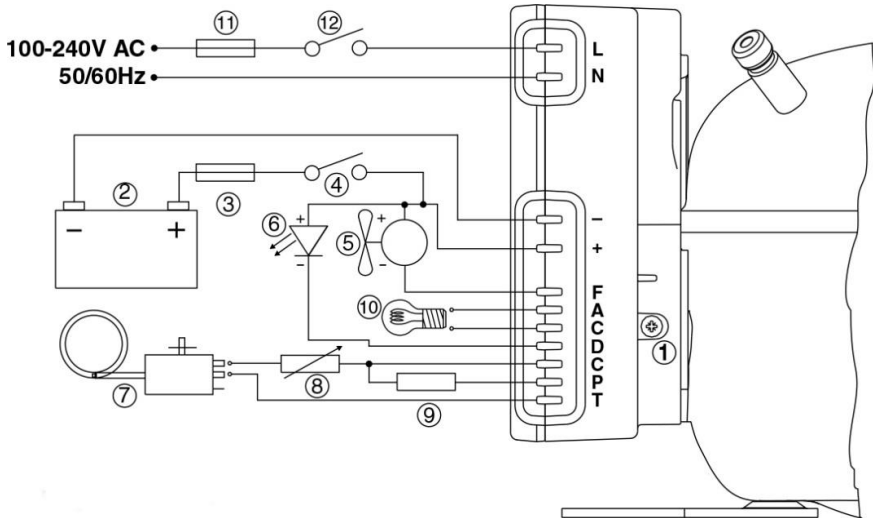 ⑪ ⑫
100-240V AC L
50/60Hz N
②
③ ④
− + −
⑥ + ⑤ + +
− −
F
⑩ A
C ①
D
⑦ ⑧ C
⑨ P
T